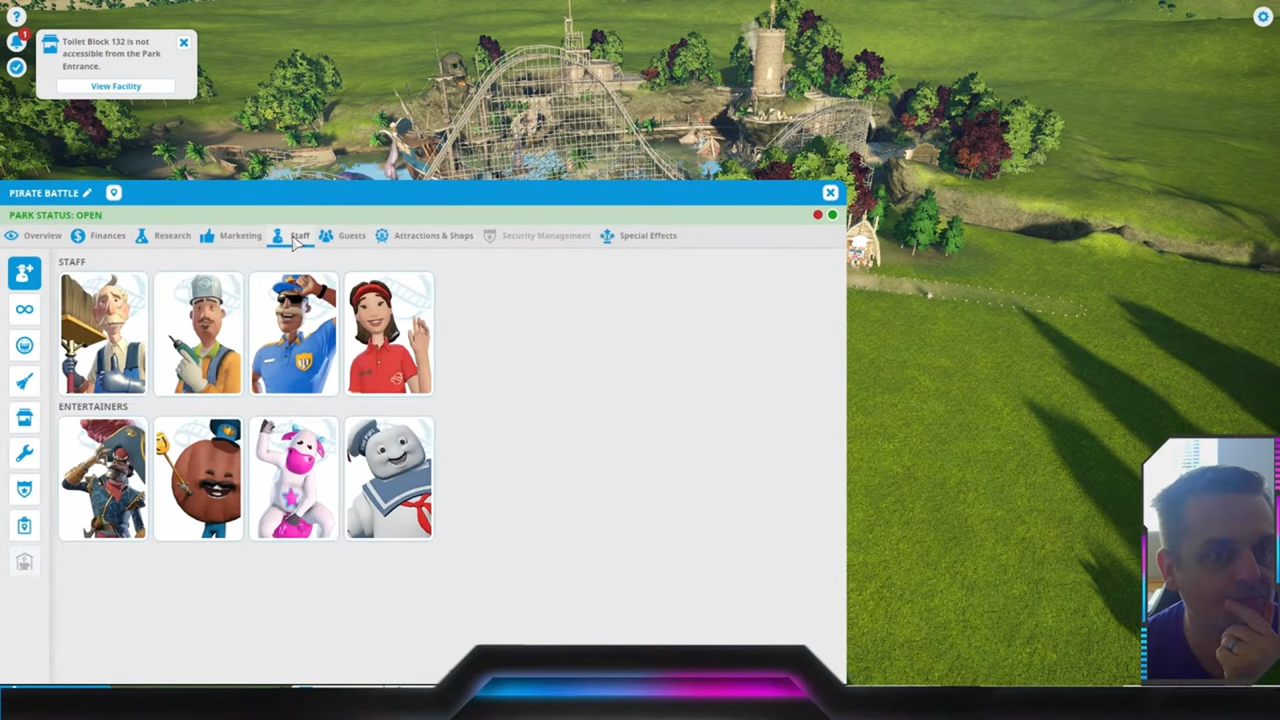 ?
1
Toilet Block 132 is not
accessible from the Park
Entrance.
View Facility
PIRATE BATTLE
PARK STATUS: OPEN
Overview Finances Research Marketing Staff Guests Attractions & Shops Security Management Special Effects
STAFF
ENTERTAINERS